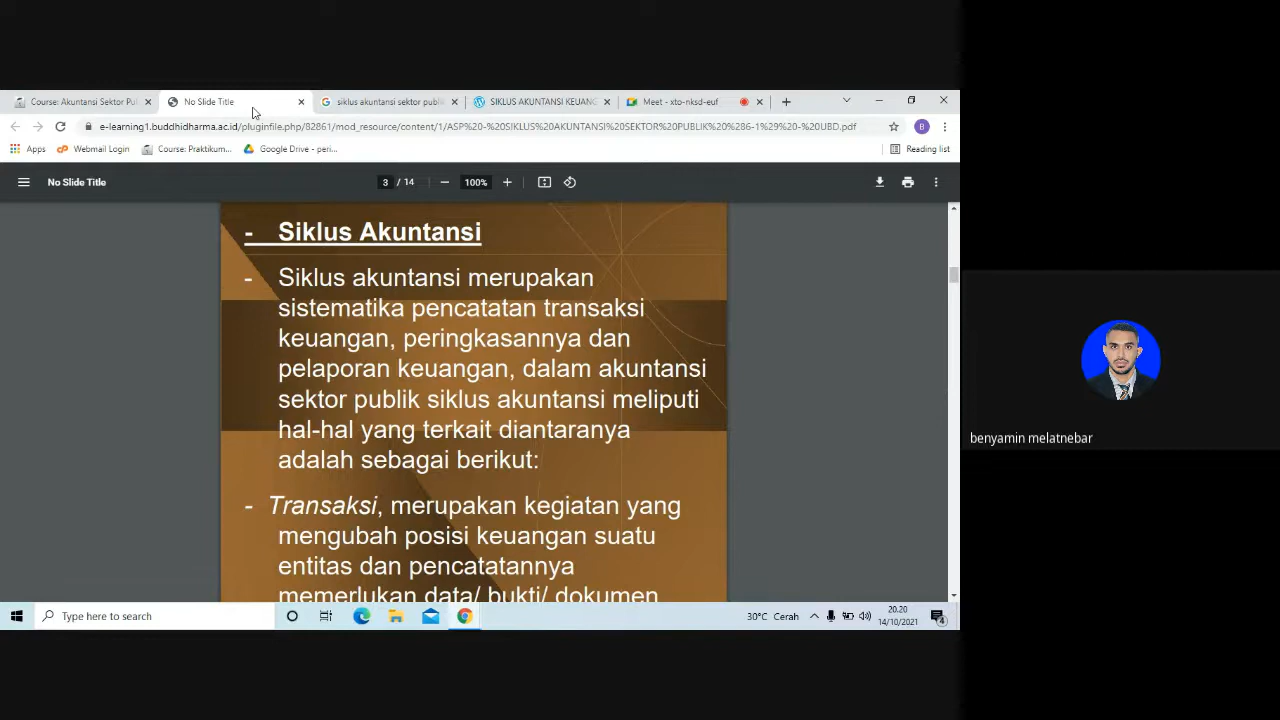 Course: Akuntansi Sektor Pul
No Slide Title
siklus akuntansi sektor publik
SIKLUS AKUNTANSI KEUANG
Meet - xto-nksd-euf
e-learning1.buddhidharma.ac.id/pluginfile.php/82861/mod_resource/content/1/ASP%20-%20SIKLUS%20AKUNTANSI%20SEKTOR%20PUBLIK%20%286-1%29%20-%20UBD.pdf
B
Apps
Webmail Login
Course: Praktikum...
Google Drive - peri...
Reading list
No Slide Title
3 / 14
100%
- Siklus Akuntansi
- Siklus akuntansi merupakan
sistematika pencatatan transaksi
keuangan, peringkasannya dan
pelaporan keuangan, dalam akuntansi
sektor publik siklus akuntansi meliputi
hal-hal yang terkait diantaranya
adalah sebagai berikut:
- Transaksi, merupakan kegiatan yang
mengubah posisi keuangan suatu
entitas dan pencatatannya
memerlukan data/ bukti/ dokumen
benyamin melatnebar
Type here to search
30°C Cerah
20.20
14/10/2021
4